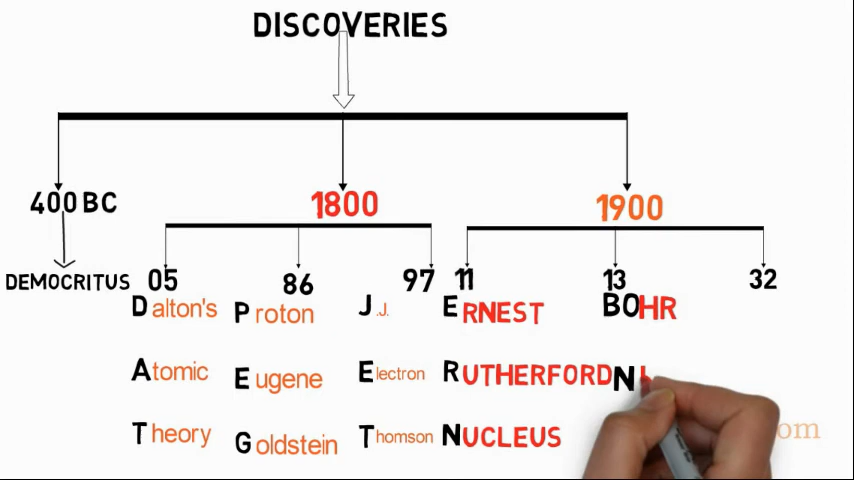 DISCOVERIES
400 BC 1800 1900
DEMOCRITUS 05 86 97 11 13 32
Dalton's Proton J.J. ERNEST BOHR
Atomic Eugene Electron RUTHERFORD N
Theory Goldstein Thomson NUCLEUS om